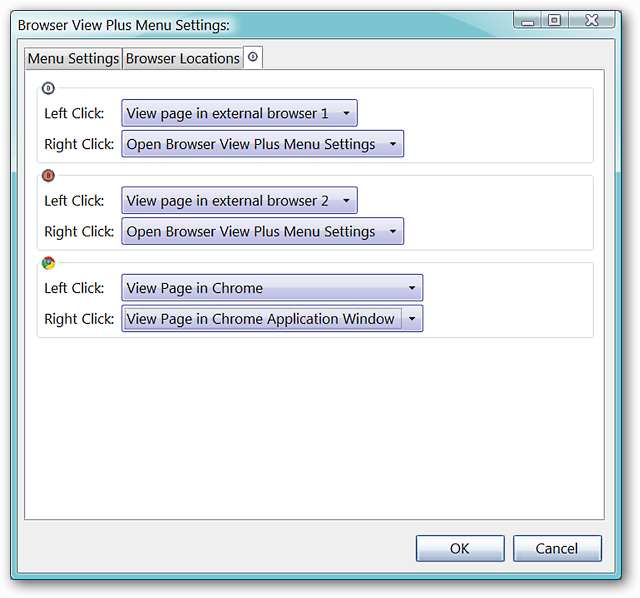 Browser View Plus Menu Settings:
Menu Settings Browser Locations
Left Click: View page in external browser 1
Right Click: Open Browser View Plus Menu Settings
Left Click: View page in external browser 2
Right Click: Open Browser View Plus Menu Settings
Left Click: View Page in Chrome
Right Click: View Page in Chrome Application Window
OK Cancel